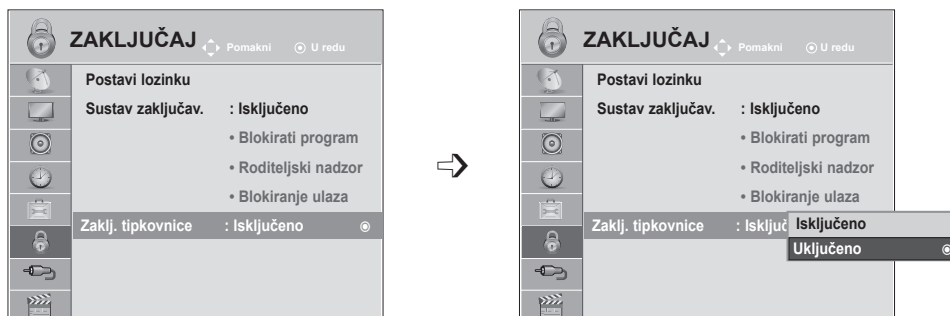 ZAKLJUČAJ Pomakni U redu
Postavi lozinku
Sustav zaključav. : Isključeno
• Blokirati program
• Roditeljski nadzor
• Blokiranje ulaza
Zaklj. tipkovnice : Isključeno
ZAKLJUČAJ Pomakni U redu
Postavi lozinku
Sustav zaključav. : Isključeno
• Blokirati program
• Roditeljski nadzor
• Blokiranje ulaza
Zaklj. tipkovnice : Isključ
Isključeno
Uključeno